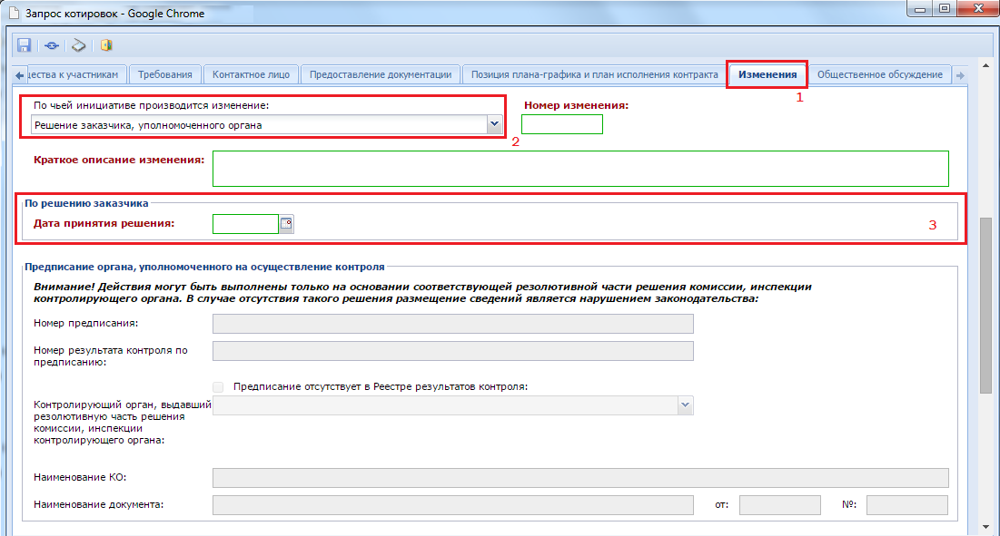 Запрос котировок - Google Chrome
щества к участникам Требования Контактное лицо Предоставление документации Позиция плана-графика и план исполнения контракта Изменения Общественное обсуждение
1
По чьей инициативе производится изменение: Номер изменения:
Решение заказчика, уполномоченного органа
2
Краткое описание изменения:
По решению заказчика
Дата принятия решения:
3
Предписание органа, уполномоченного на осуществление контроля
Внимание! Действия могут быть выполнены только на основании соответствующей резолютивной части решения комиссии, инспекции
контролирующего органа. В случае отсутствия такого решения размещение сведений является нарушением законодательства:
Номер предписания:
Номер результата контроля по
предписанию:
Предписание отсутствует в Реестре результатов контроля:
Контролирующий орган, выдавший
резолютивную часть решения
комиссии, инспекции
контролирующего органа:
Наименование КО:
Наименование документа: от: №: